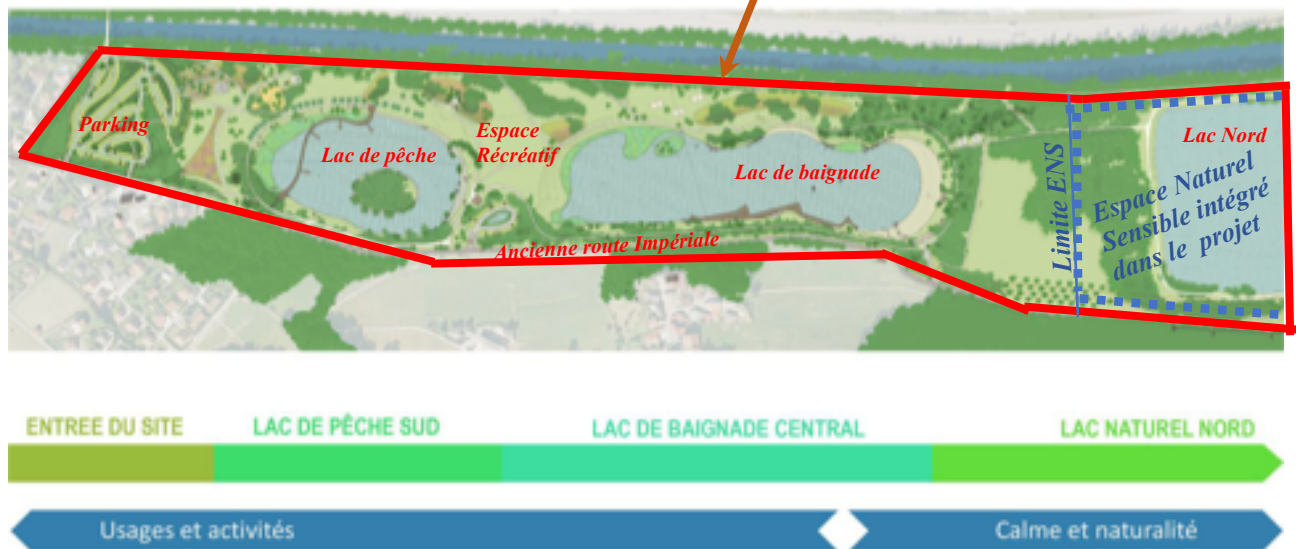 Parking
Lac de pêche
Espace
Récréatif
Lac de baignade
Ancienne route Impériale
Limite ENS
Lac Nord
Espace Naturel
Sensible intégré
dans le projet
ENTREE DU SITE
LAC DE PÊCHE SUD
LAC DE BAIGNADE CENTRAL
LAC NATUREL NORD
Usages et activités
Calme et naturalité